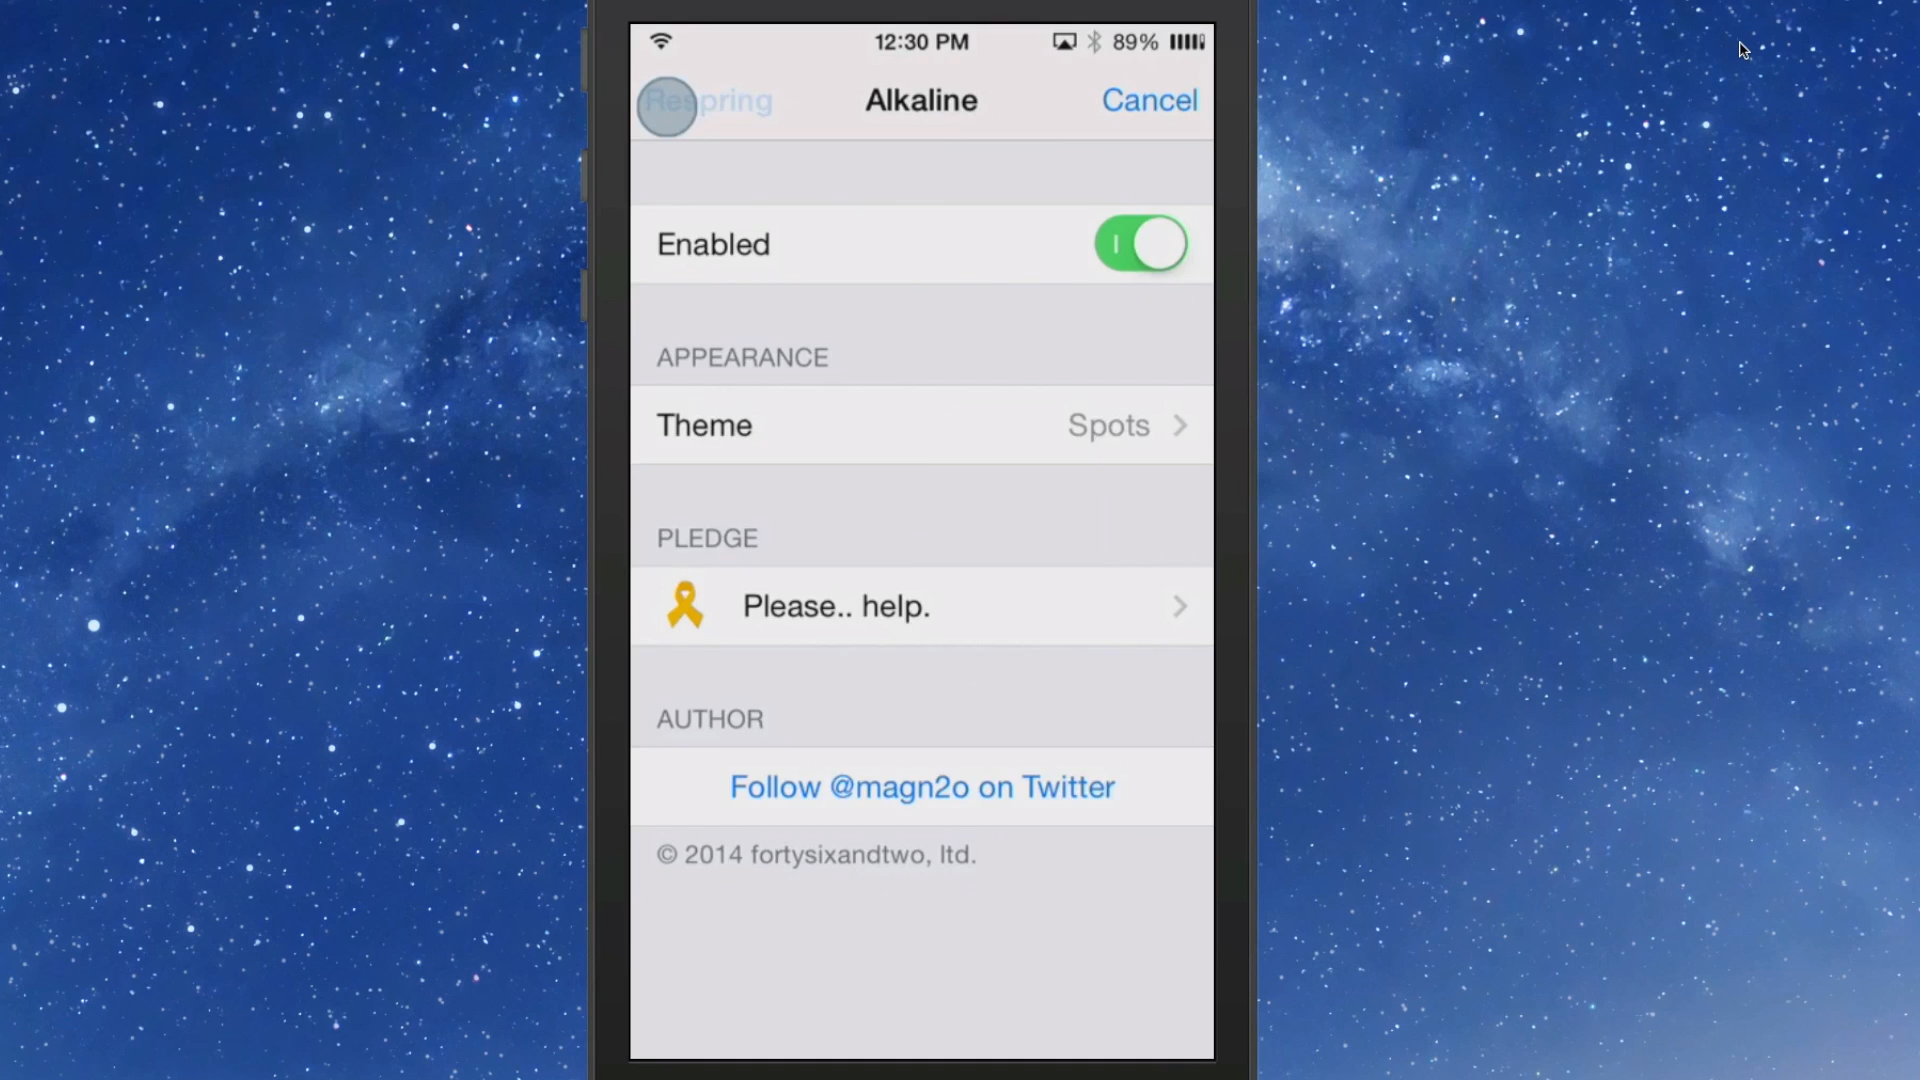 12:30 PM 89%
Respring Alkaline Cancel
Enabled
APPEARANCE
Theme Spots
PLEDGE
Please.. help.
AUTHOR
Follow @magn2o on Twitter
© 2014 fortysixandtwo, ltd.